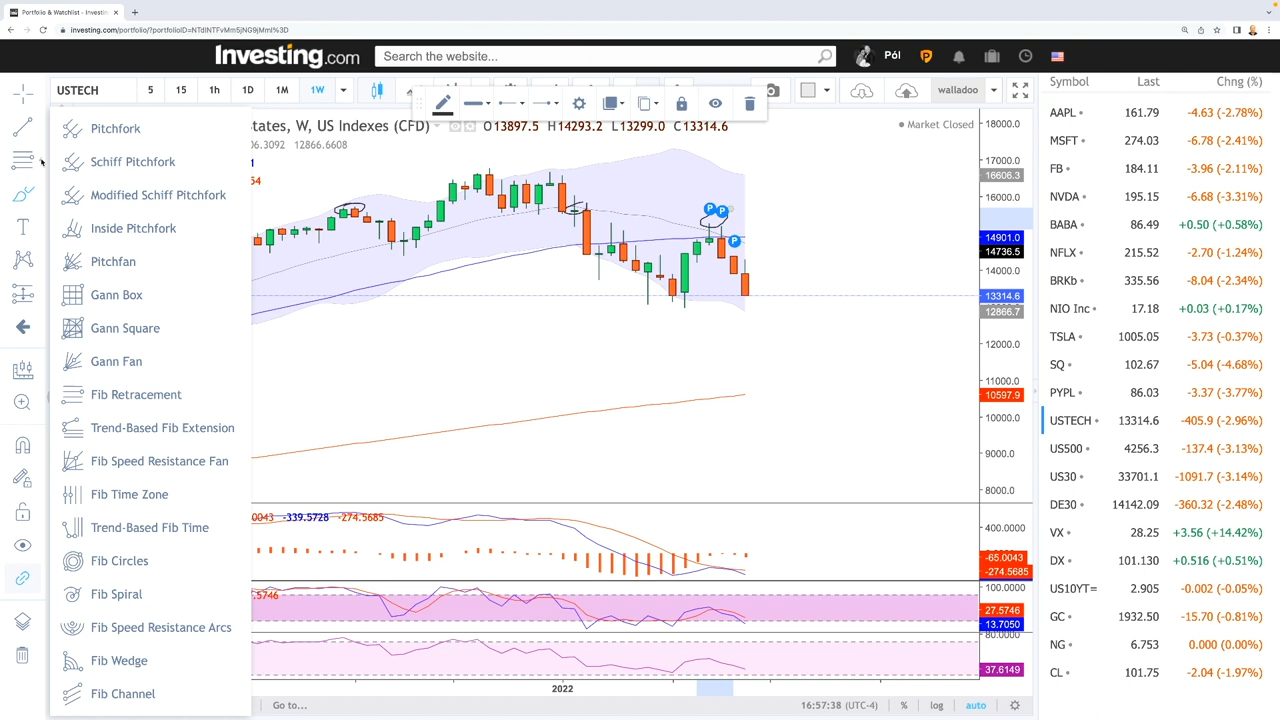 Portfolio & Watchlist - Investin
investing.com/portfolio/?portfolioID=NTdlNTFvMm5jNG9jMml%3D
Investing.com
Search the website...
Pól
USTECH
5 15 1h 1D 1M 1W
walladoo
states, W, US Indexes (CFD)
O13897.5 H14293.2 L13299.0 C13314.6
Market Closed
06.3092 12866.6608
1
54
Pitchfork
Schiff Pitchfork
Modified Schiff Pitchfork
Inside Pitchfork
Pitchfan
Gann Box
Gann Square
Gann Fan
Fib Retracement
Trend-Based Fib Extension
Fib Speed Resistance Fan
Fib Time Zone
Trend-Based Fib Time
Fib Circles
Fib Spiral
Fib Speed Resistance Arcs
Fib Wedge
Fib Channel
P P
P
18000.0
17000.0
16606.3
16000.0
14901.0
14736.5
14000.0
13314.6
12866.7
12000.0
11000.0
10597.9
10000.0
9000.0
8000.0
0043 -339.5728 -274.5685
400.0000
-65.0043
-274.5685
.5746
100.0000
27.5746
13.7050
80.0000
37.6149
2022
Go to...
16:57:38 (UTC-4) % log auto
Symbol Last Chng (%)
AAPL 161.79 -4.63 (-2.78%)
MSFT 274.03 -6.78 (-2.41%)
FB 184.11 -3.96 (-2.11%)
NVDA 195.15 -6.68 (-3.31%)
BABA 86.49 +0.50 (+0.58%)
NFLX 215.52 -2.70 (-1.24%)
BRKb 335.56 -8.04 (-2.34%)
NIO Inc 17.18 +0.03 (+0.17%)
TSLA 1005.05 -3.73 (-0.37%)
SQ 102.67 -5.04 (-4.68%)
PYPL 86.03 -3.37 (-3.77%)
USTECH 13314.6 -405.9 (-2.96%)
US500 4256.3 -137.4 (-3.13%)
US30 33701.1 -1091.7 (-3.14%)
DE30 14142.09 -360.32 (-2.48%)
VX 28.25 +3.56 (+14.42%)
DX 101.130 +0.516 (+0.51%)
US10YT= 2.905 -0.002 (-0.05%)
GC 1932.50 -15.70 (-0.81%)
NG 6.753 0.000 (0.00%)
CL 101.75 -2.04 (-1.97%)